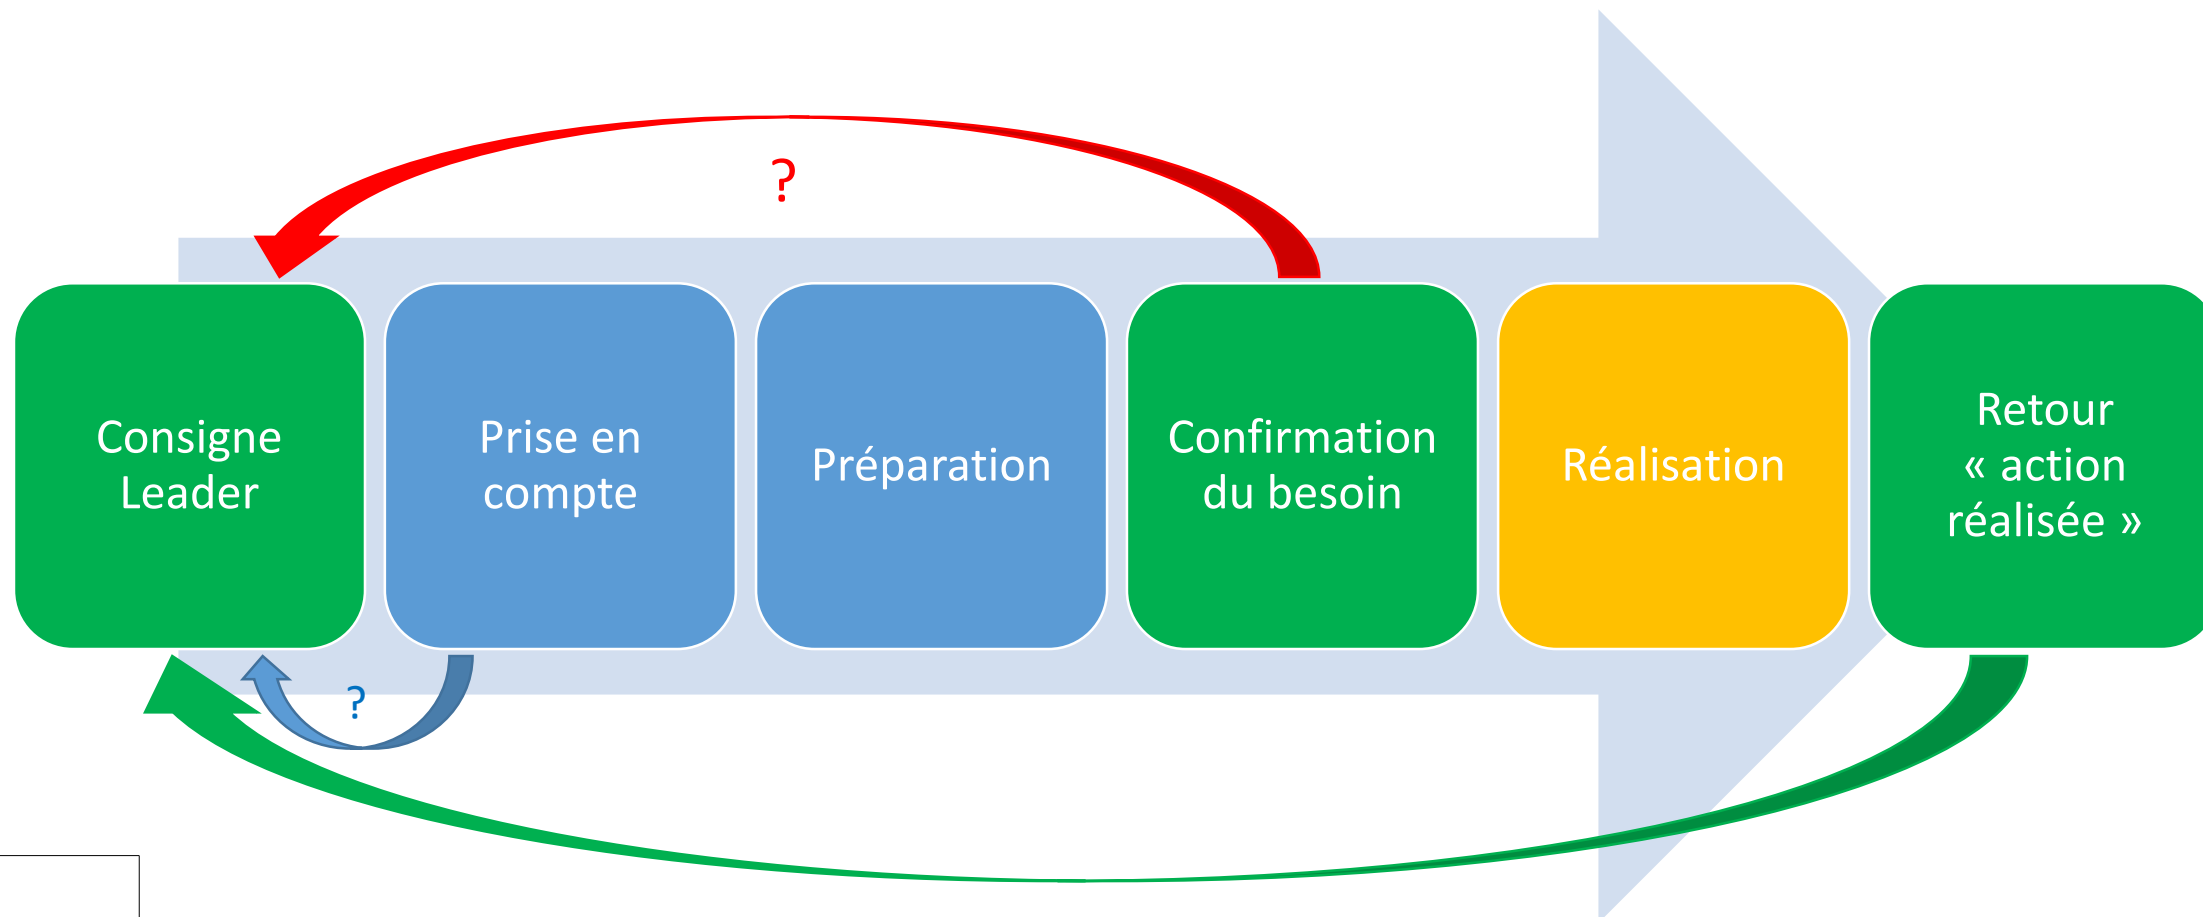 ?
Consigne
Leader
Prise en
compte
Préparation
Confirmation
du besoin
Réalisation
Retour
« action
réalisée »
?